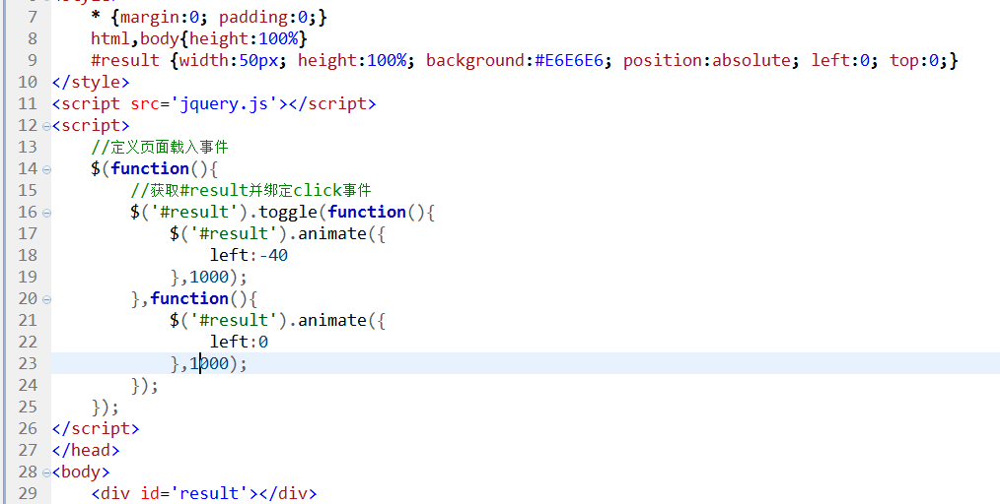 7     * {margin:0; padding:0;}
8     html,body{height:100%}
9     #result {width:50px; height:100%; background:#E6E6E6; position:absolute; left:0; top:0;}
10 </style>
11 <script src='jquery.js'></script>
12 <script>
13     //定义页面载入事件
14     $(function(){
15         //获取#result并绑定click事件
16         $('#result').toggle(function(){
17             $('#result').animate({
18                 left:-40
19             },1000);
20         },function(){
21             $('#result').animate({
22                 left:0
23             },1000);
24         });
25     });
26 </script>
27 </head>
28 <body>
29     <div id='result'></div>